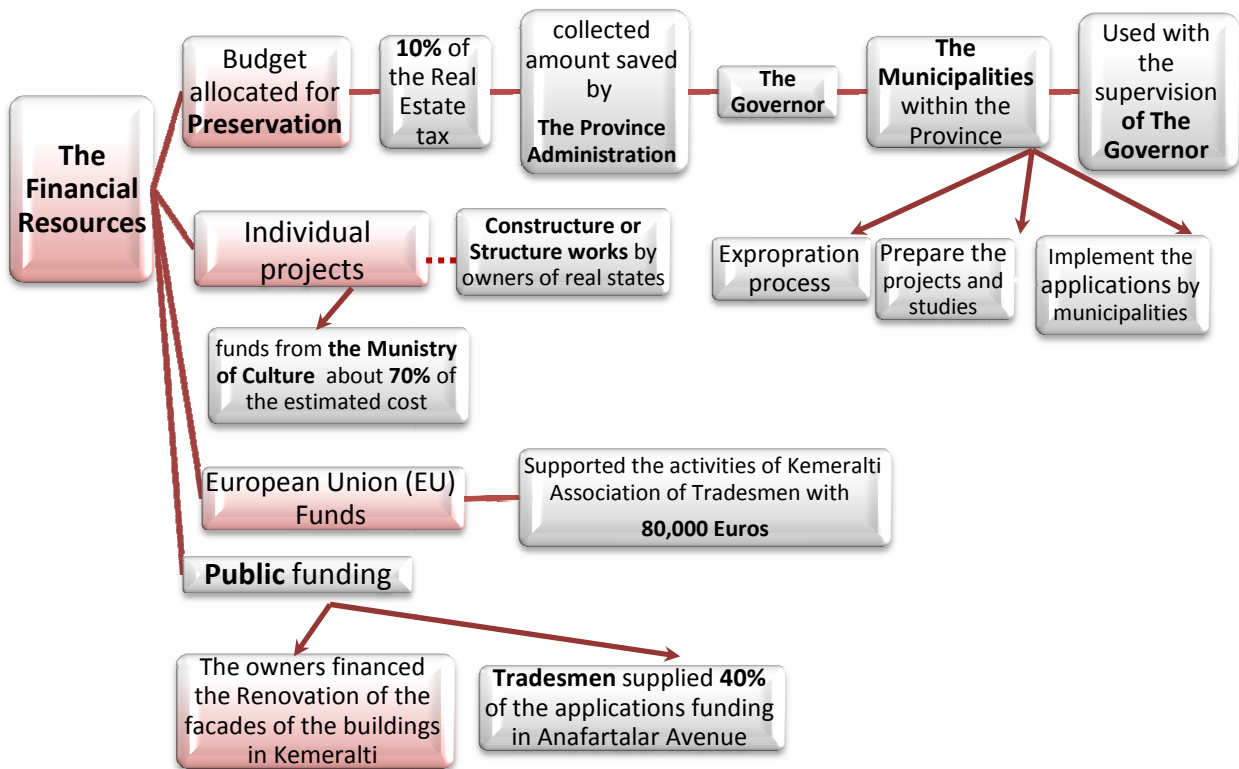 The
Financial
Resources
Budget
allocated for
Preservation
10% of
the Real
Estate
tax
collected
amount saved
by
The Province
Administration
The
Governor
The
Municipalities
within the
Province
Used with
the
supervision
of The
Governor
Expropration
process
Prepare the
projects and
studies
Implement the
applications by
municipalities
Individual
projects
Constructure or
Structure works by
owners of real states
funds from the Munistry
of Culture about 70% of
the estimated cost
European Union (EU)
Funds
Supported the activities of Kemeralti
Association of Tradesmen with
80,000 Euros
Public funding
The owners financed
the Renovation of the
facades of the buildings
in Kemeralti
Tradesmen supplied 40%
of the applications funding
in Anafartalar Avenue